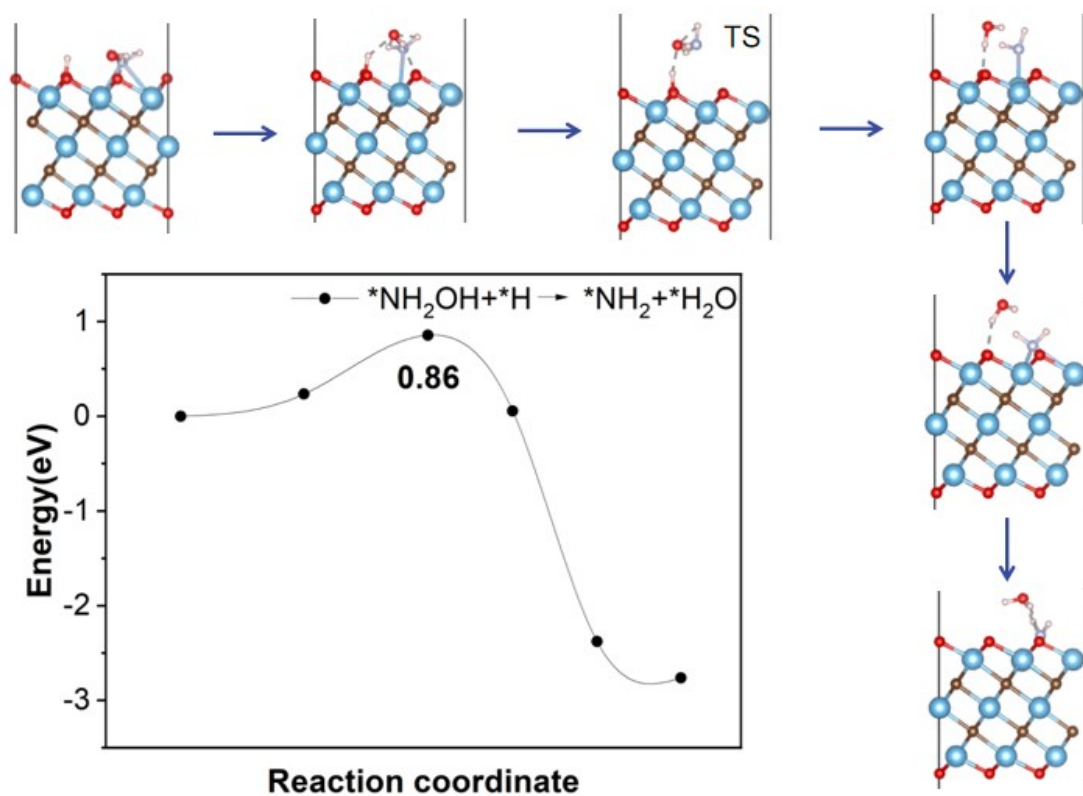 TS
*NH₂OH+*H → *NH₂+*H₂O
1
0.86
0
-1
-2
-3
Energy(eV)
Reaction coordinate